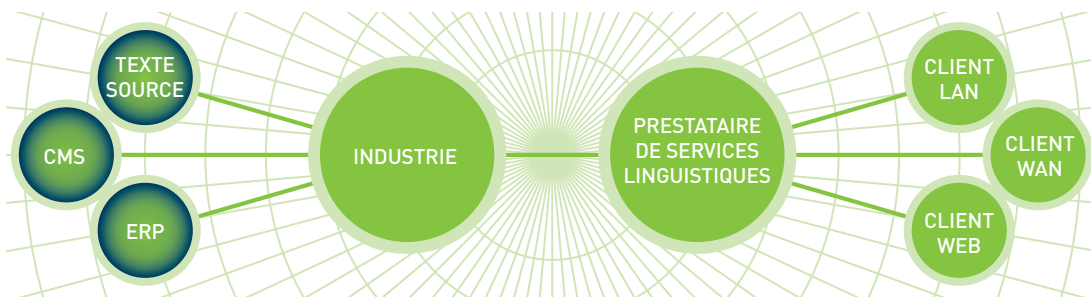 TEXTE
SOURCE
CMS
ERP
INDUSTRIE
PRESTATAIRE
DE SERVICES
LINGUISTIQUES
CLIENT
LAN
CLIENT
WAN
CLIENT
WEB